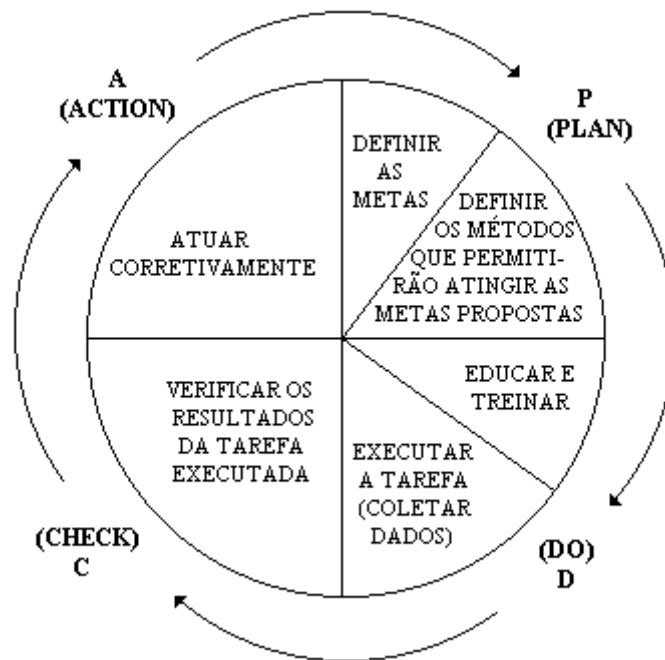 A
(ACTION)
P
(PLAN)
DEFINIR
AS
METAS
DEFINIR
OS MÉTODOS
QUE PERMITI-
RÃO ATINGIR AS
METAS PROPOSTAS
ATUAR
CORRETIVAMENTE
EDUCAR E
TREINAR
VERIFICAR OS
RESULTADOS
DA TAREFA
EXECUTADA
EXECUTAR
A TAREFA
(COLETAR
DADOS)
(CHECK)
C
(DO)
D